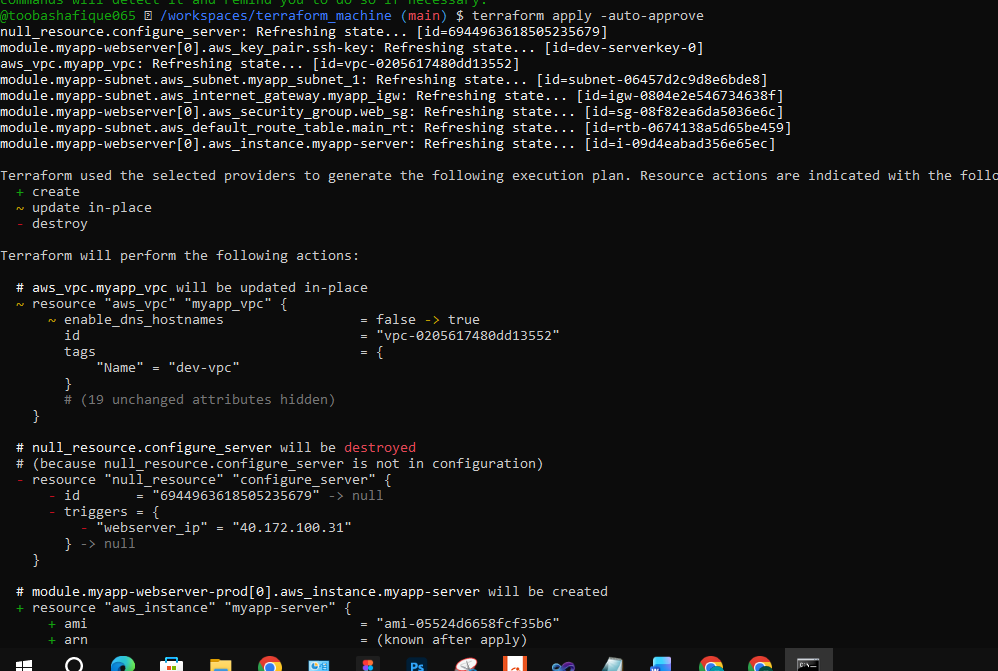 commands will detect it and remind you to do so if necessary.
@toobashafique065 /workspaces/terraform_machine (main) $ terraform apply -auto-approve
null_resource.configure_server: Refreshing state... [id=6944963618505235679]
module.myapp-webserver[0].aws_key_pair.ssh-key: Refreshing state... [id=dev-serverkey-0]
aws_vpc.myapp_vpc: Refreshing state... [id=vpc-0205617480dd13552]
module.myapp-subnet.aws_subnet.myapp_subnet_1: Refreshing state... [id=subnet-06457d2c9d8e6bde8]
module.myapp-subnet.aws_internet_gateway.myapp_igw: Refreshing state... [id=igw-0804e2e546734638f]
module.myapp-webserver[0].aws_security_group.web_sg: Refreshing state... [id=sg-08f82ea6da5036e6c]
module.myapp-subnet.aws_default_route_table.main_rt: Refreshing state... [id=rtb-0674138a5d65be459]
module.myapp-webserver[0].aws_instance.myapp-server: Refreshing state... [id=i-09d4eabad356e65ec]
Terraform used the selected providers to generate the following execution plan. Resource actions are indicated with the follo
+ create
~ update in-place
- destroy
Terraform will perform the following actions:
# aws_vpc.myapp_vpc will be updated in-place
~ resource "aws_vpc" "myapp_vpc" {
~ enable_dns_hostnames = false -> true
id = "vpc-0205617480dd13552"
tags = {
"Name" = "dev-vpc"
}
# (19 unchanged attributes hidden)
}
# null_resource.configure_server will be destroyed
# (because null_resource.configure_server is not in configuration)
- resource "null_resource" "configure_server" {
- id = "6944963618505235679" -> null
- triggers = {
- "webserver_ip" = "40.172.100.31"
} -> null
}
# module.myapp-webserver-prod[0].aws_instance.myapp-server will be created
+ resource "aws_instance" "myapp-server" {
+ ami = "ami-05524d6658fcf35b6"
+ arn = (known after apply)
Ps